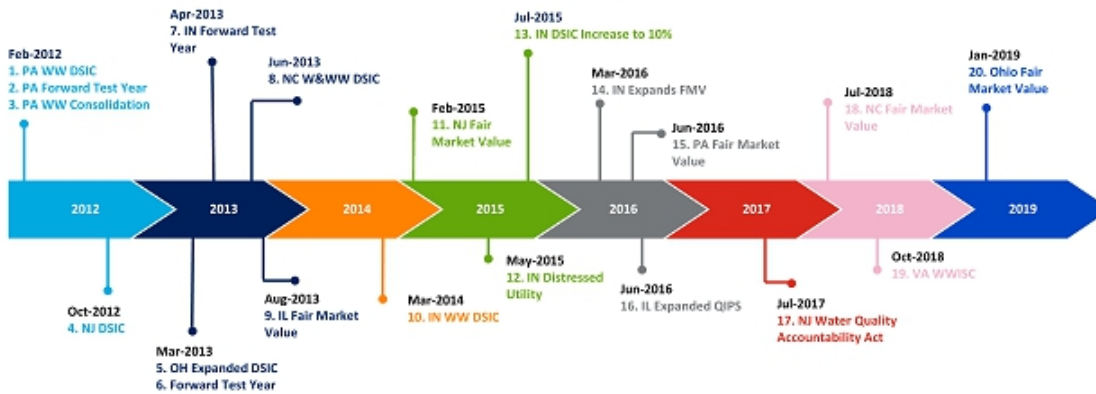 Feb-2012
1. PA WW DSIC
2. PA Forward Test Year
3. PA WW Consolidation
Apr-2013
7. IN Forward Test
Year
Jun-2013
8. NC W&WW DSIC
Feb-2015
11. NJ Fair
Market Value
Jul-2015
13. IN DSIC Increase to 10%
Mar-2016
14. IN Expands FMV
Jun-2016
15. PA Fair Market
Value
Jul-2018
18. NC Fair Market
Value
Jan-2019
20. Ohio Fair
Market Value
2012
2013
2014
2015
2016
2017
2018
2019
Oct-2012
4. NJ DSIC
Mar-2013
5. OH Expanded DSIC
6. Forward Test Year
Aug-2013
9. IL Fair Market
Value
Mar-2014
10. IN WW DSIC
May-2015
12. IN Distressed
Utility
Jun-2016
16. IL Expanded QIPS
Jul-2017
17. NJ Water Quality
Accountability Act
Oct-2018
19. VA WWISC